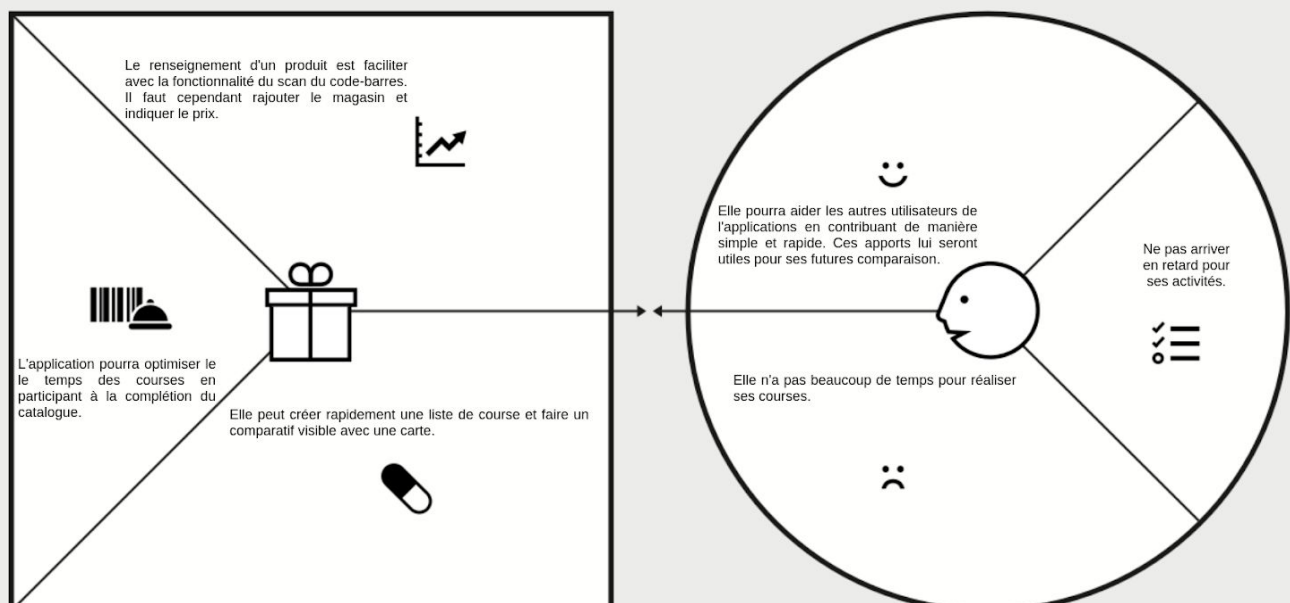 Le renseignement d'un produit est faciliter
avec la fonctionnalité du scan du code-barres.
Il faut cependant rajouter le magasin et
indiquer le prix.
L'application pourra optimiser le
le temps des courses en
participant à la complétion du
catalogue.
Elle peut créer rapidement une liste de course et faire un
comparatif visible avec une carte.
Elle pourra aider les autres utilisateurs de
l'applications en contribuant de manière
simple et rapide. Ces apports lui seront
utiles pour ses futures comparaison.
Ne pas arriver
en retard pour
ses activités.
Elle n'a pas beaucoup de temps pour réaliser
ses courses.